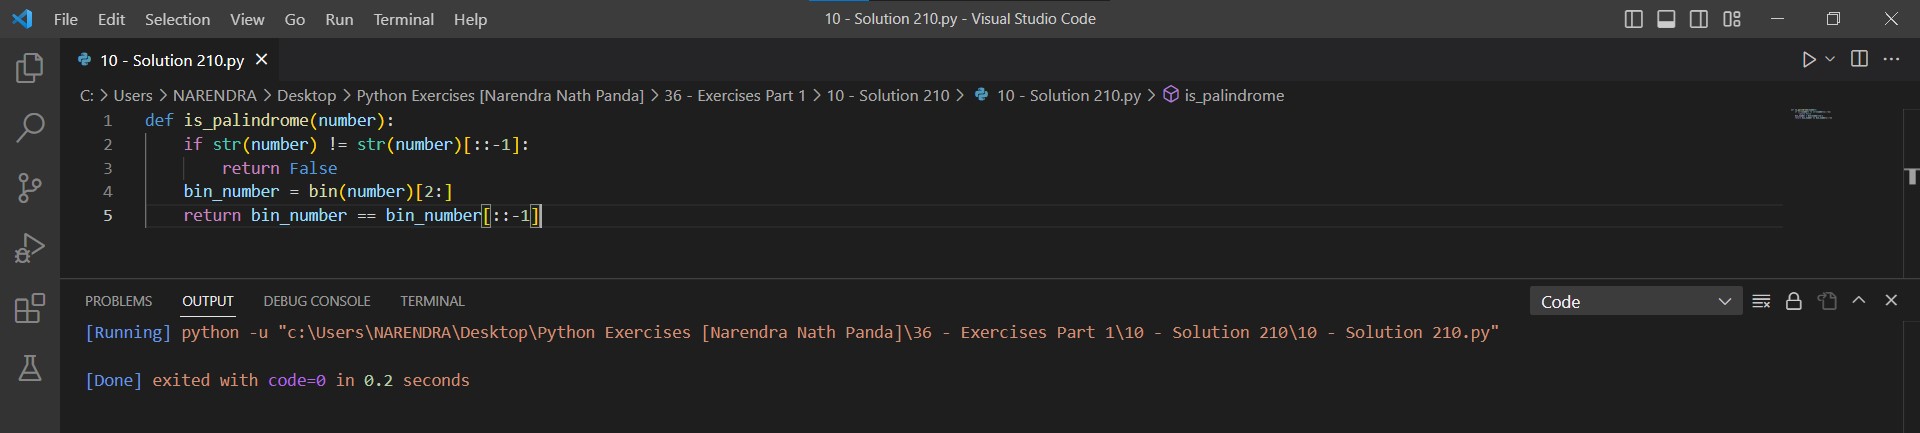 File Edit Selection View Go Run Terminal Help 10 - Solution 210.py - Visual Studio Code
10 - Solution 210.py
C: > Users > NARENDRA > Desktop > Python Exercises [Narendra Nath Panda] > 36 - Exercises Part 1 > 10 - Solution 210 > 10 - Solution 210.py > is_palindrome
1 def is_palindrome(number):
2 if str(number) != str(number)[::-1]:
3 return False
4 bin_number = bin(number)[2:]
5 return bin_number == bin_number[::-1]
PROBLEMS OUTPUT DEBUG CONSOLE TERMINAL Code
[Running] python -u "c:\Users\NARENDRA\Desktop\Python Exercises [Narendra Nath Panda]\36 - Exercises Part 1\10 - Solution 210\10 - Solution 210.py"
[Done] exited with code=0 in 0.2 seconds